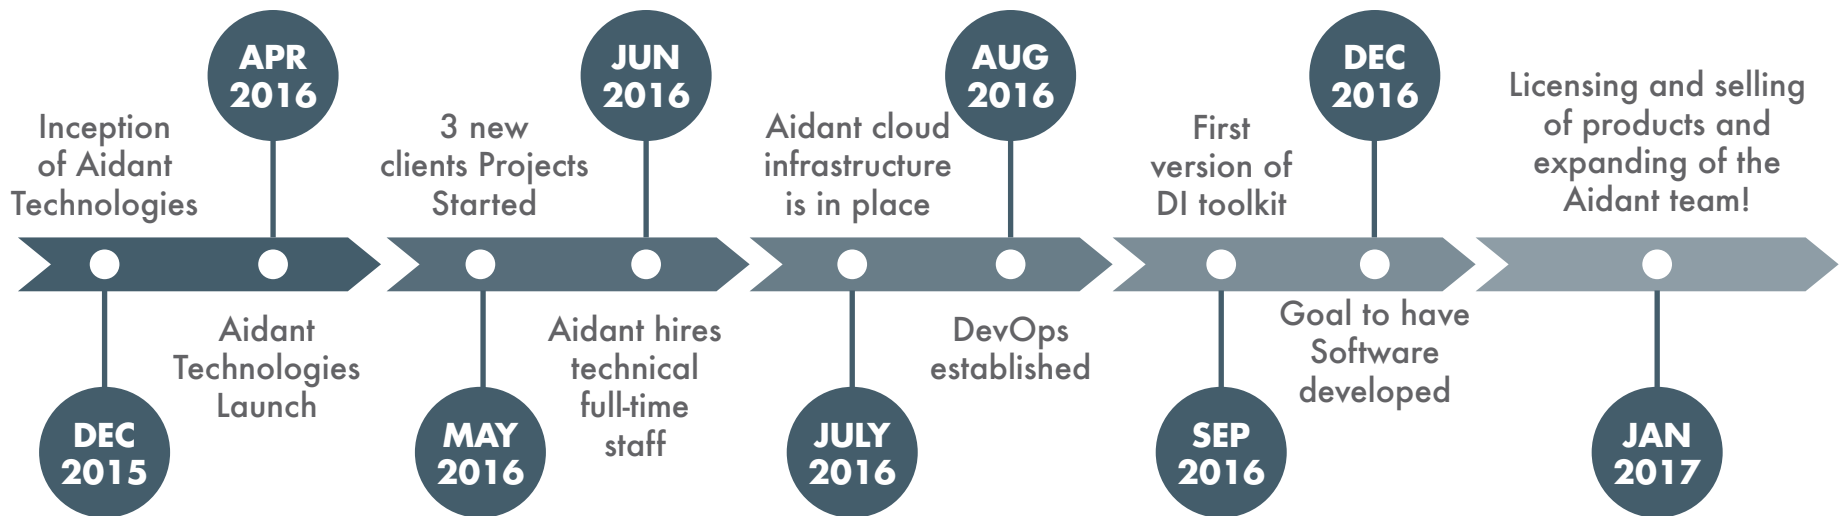 Inception
of Aidant
Technologies
DEC
2015
APR
2016
Aidant
Technologies
Launch
3 new
clients Projects
Started
MAY
2016
JUN
2016
Aidant hires
technical
full-time
staff
Aidant cloud
infrastructure
is in place
JULY
2016
AUG
2016
DevOps
established
First
version of
DI toolkit
SEP
2016
DEC
2016
Goal to have
Software
developed
Licensing and selling
of products and
expanding of the
Aidant team!
JAN
2017